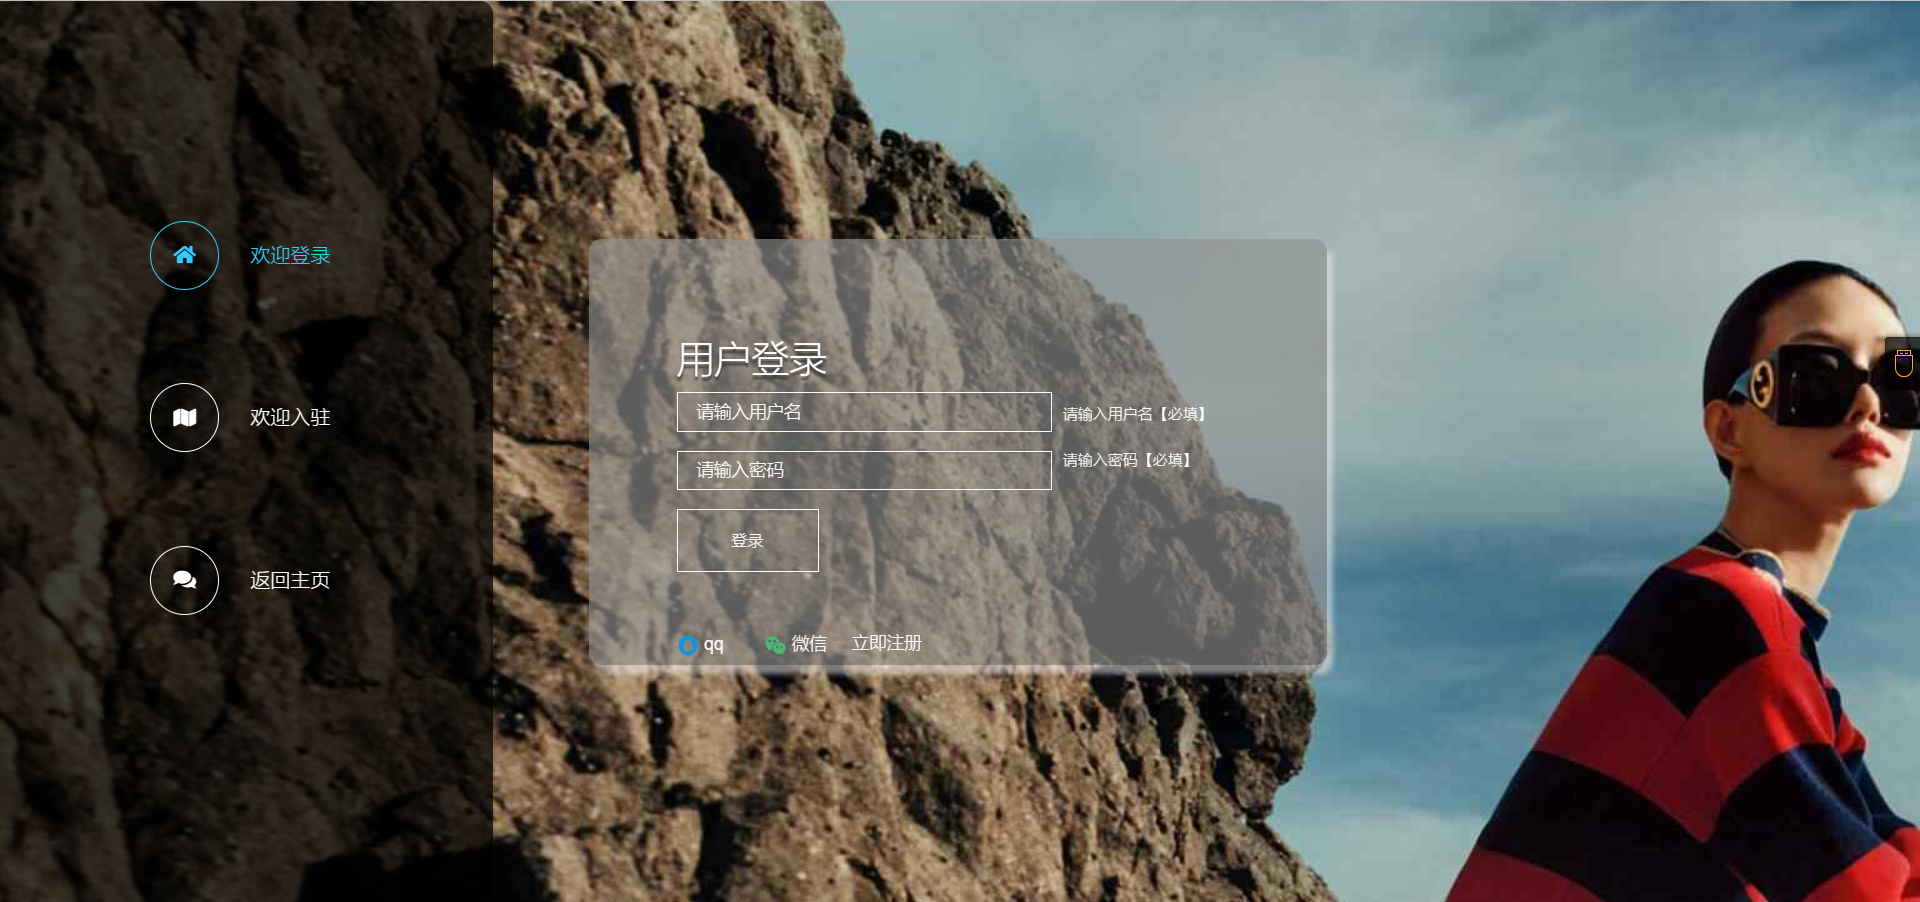 欢迎登录
欢迎入驻
返回主页
用户登录
请输入用户名
请输入用户名【必填】
请输入密码
请输入密码【必填】
登录
qq 微信 立即注册